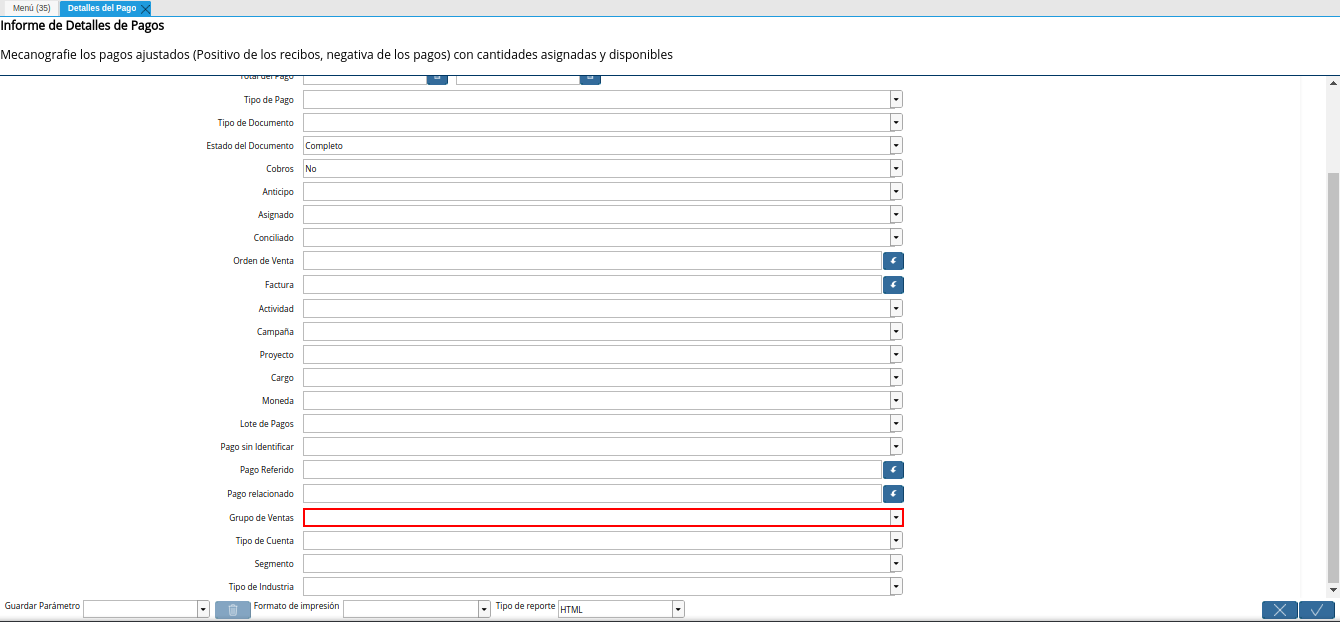 Menú (35)
Detalles del Pago
Informe de Detalles de Pagos
Mecanografie los pagos ajustados (Positivo de los recibos, negativa de los pagos) con cantidades asignadas y disponibles
Total del Pago
Tipo de Pago
Tipo de Documento
Estado del Documento Completo
Cobros No
Anticipo
Asignado
Conciliado
Orden de Venta
Factura
Actividad
Campaña
Proyecto
Cargo
Moneda
Lote de Pagos
Pago sin Identificar
Pago Referido
Pago relacionado
Grupo de Ventas
Tipo de Cuenta
Segmento
Tipo de Industria
Guardar Parámetro Formato de impresión Tipo de reporte HTML